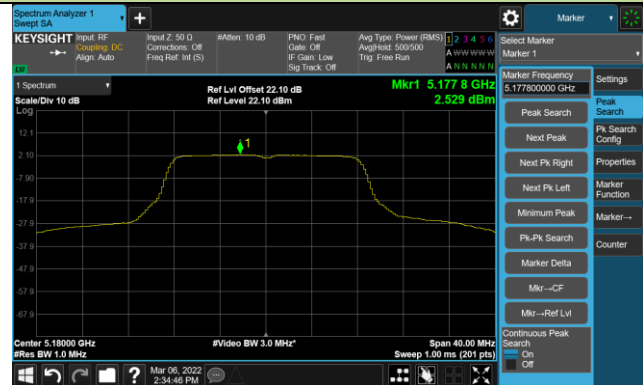 Spectrum Analyzer 1
Swept SA
Marker
KEYSIGHT
Input: RF
Coupling: DC
Align: Auto
Input Z: 50 Ω
Corrections: Off
Freq Ref: Int (S)
#Atten: 10 dB
PNO: Fast
Gate: Off
IF Gain: Low
Sig Track: Off
Avg Type: Power (RMS)
Avg|Hold: 500/500
Trig: Free Run
1 2 3 4 5 6
A W W W W W
A N N N N N
Select Marker
Marker 1
1 Spectrum
Scale/Div 10 dB
Log
Ref Lvl Offset 22.10 dB
Ref Level 22.10 dBm
Mkr1 5.177 8 GHz
2.529 dBm
12.1
2.10
-7.90
-17.9
-27.9
-37.9
-47.9
-57.9
-67.9
1
Center 5.18000 GHz
#Res BW 1.0 MHz
#Video BW 3.0 MHz*
Span 40.00 MHz
Sweep 1.00 ms (201 pts)
Marker Frequency
5.177800000 GHz
Peak Search
Next Peak
Next Pk Right
Next Pk Left
Minimum Peak
Pk-Pk Search
Marker Delta
Mkr→CF
Mkr→Ref Lvl
Continuous Peak
Search
On
Off
Settings
Peak
Search
Pk Search
Config
Properties
Marker
Function
Marker→
Counter
Mar 06, 2022
2:34:46 PM